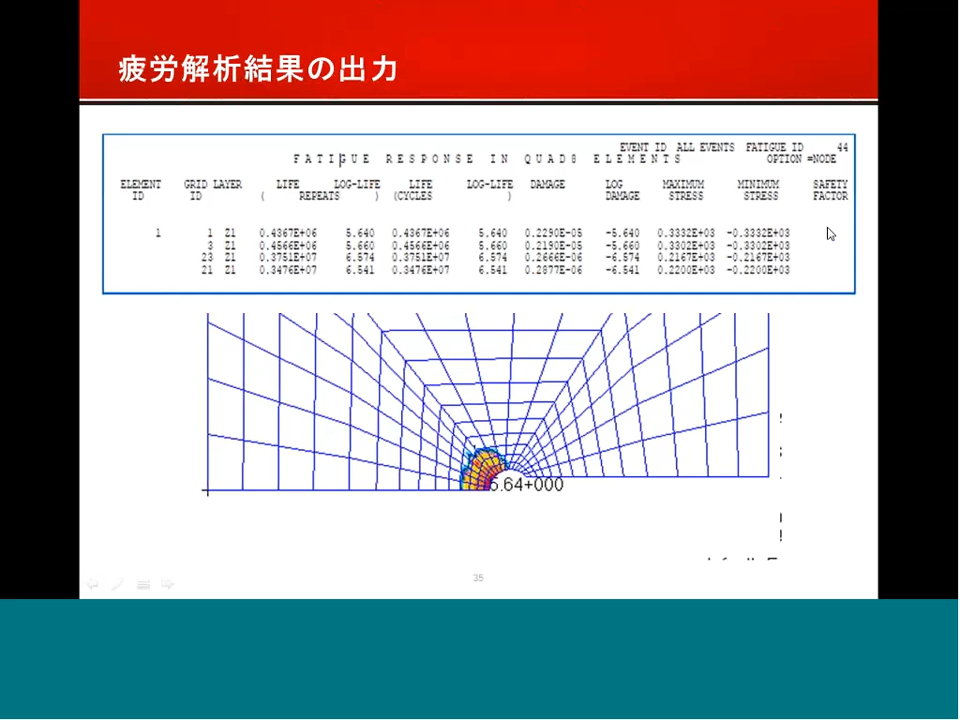 疲労解析結果の出力
EVENT ID ALL EVENTS FATIGUE ID 44
FATIGUE RESPONSE IN QUAD8 ELEMENTS OPTION =NODE
ELEMENT GRID LAYER LIFE LOG-LIFE LIFE LOG-LIFE DAMAGE LOG MAXIMUM MINIMUM SAFETY
ID ID ( REPEATS ) (CYCLES ) DAMAGE STRESS STRESS FACTOR
1 1 Z1 0.4367E+06 5.640 0.4367E+06 5.640 0.2290E-05 -5.640 0.3332E+03 -0.3332E+03
3 Z1 0.4566E+06 5.660 0.4566E+06 5.660 0.2190E-05 -5.660 0.3302E+03 -0.3302E+03
23 Z1 0.3751E+07 6.574 0.3751E+07 6.574 0.2666E-06 -6.574 0.2167E+03 -0.2167E+03
21 Z1 0.3476E+07 6.541 0.3476E+07 6.541 0.2877E-06 -6.541 0.2200E+03 -0.2200E+03
5.64+000
35